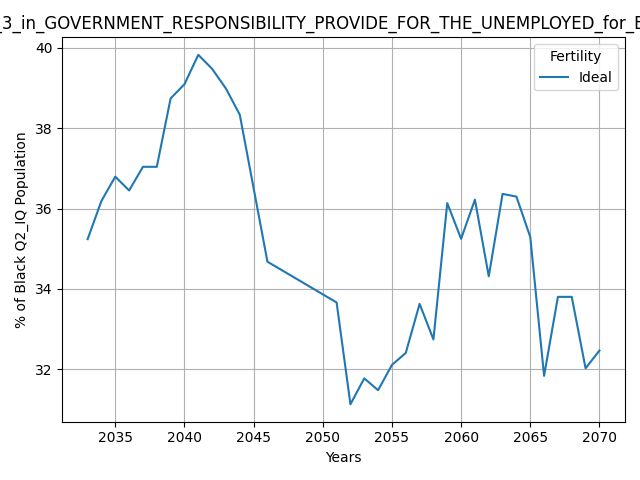 _3_in_GOVERNMENT_RESPONSIBILITY_PROVIDE_FOR_THE_UNEMPLOYED_for_E
Fertility
Ideal
40
38
36
34
32
% of Black Q2_IQ Population
2035 2040 2045 2050 2055 2060 2065 2070
Years